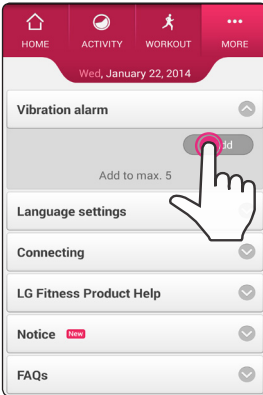 HOME ACTIVITY WORKOUT MORE
Wed, January 22, 2014
Vibration alarm
Add to max. 5
Language settings
Connecting
LG Fitness Product Help
Notice New
FAQs